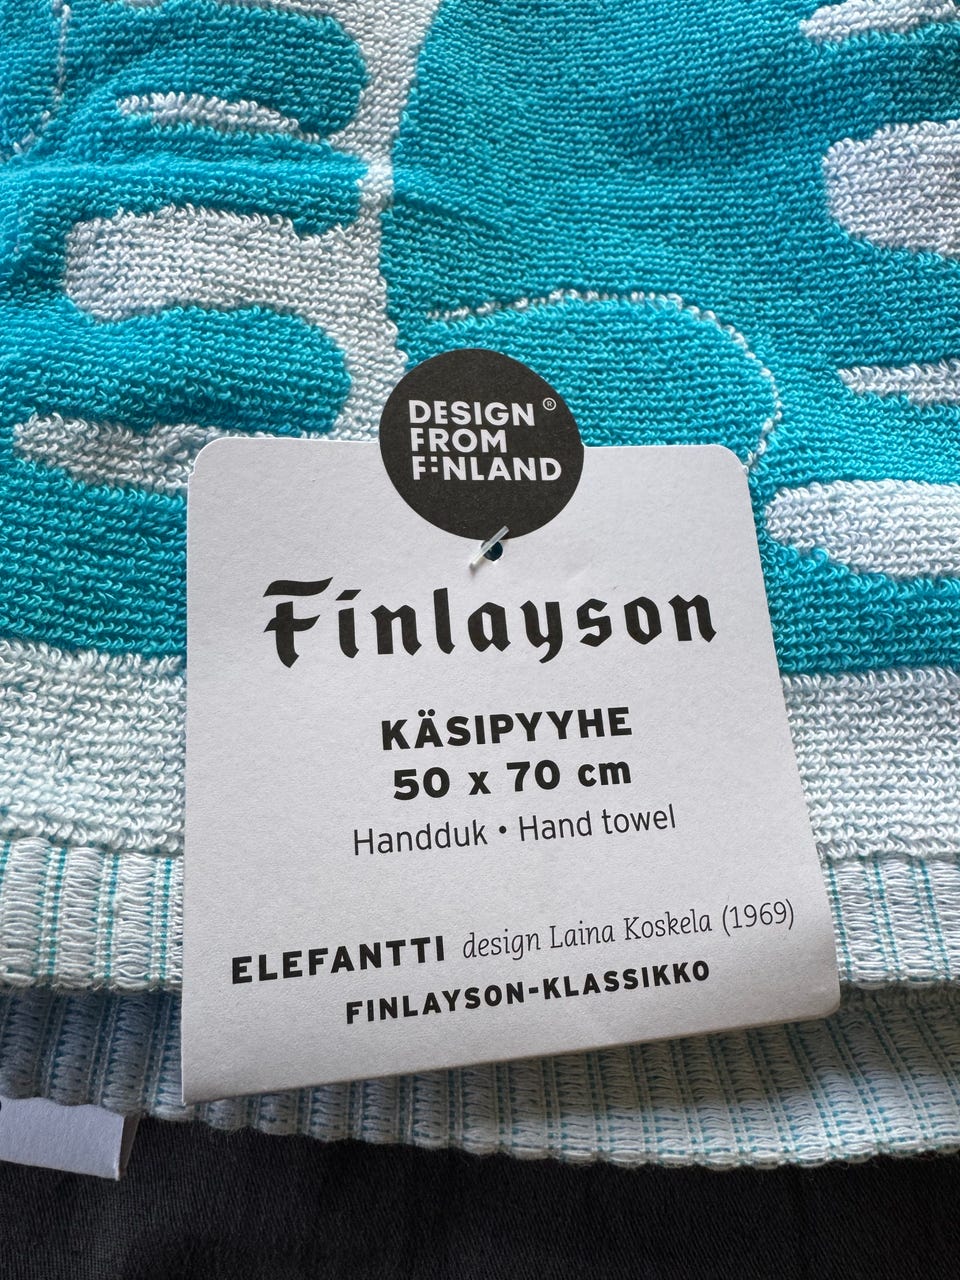 DESIGN ®
FROM
FINLAND
Finlayson
KÄSIPYYHE
50 x 70 cm
Handduk • Hand towel
ELEFANTTI design Laina Koskela (1969)
FINLAYSON-KLASSIKKO